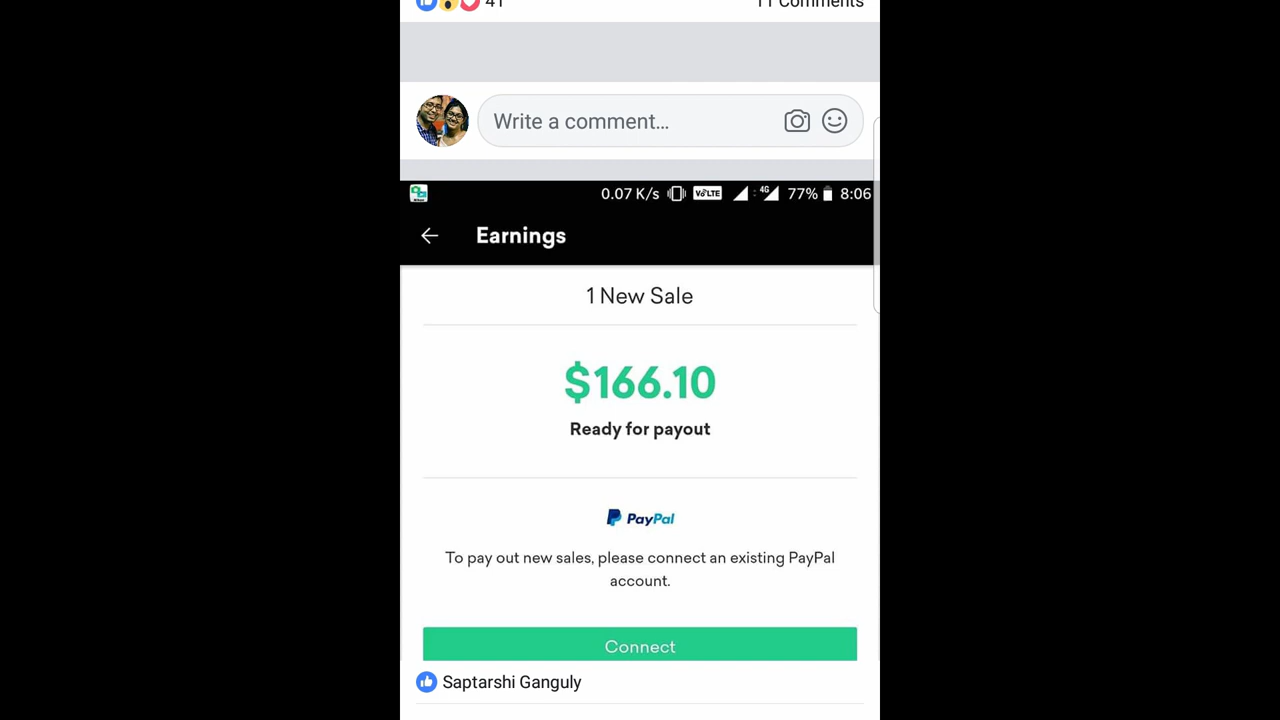 41 11 Comments
Write a comment...
0.07 K/s VoLTE 4G 77% 8:06
Earnings
1 New Sale
$166.10
Ready for payout
PayPal
To pay out new sales, please connect an existing PayPal
account.
Connect
Saptarshi Ganguly